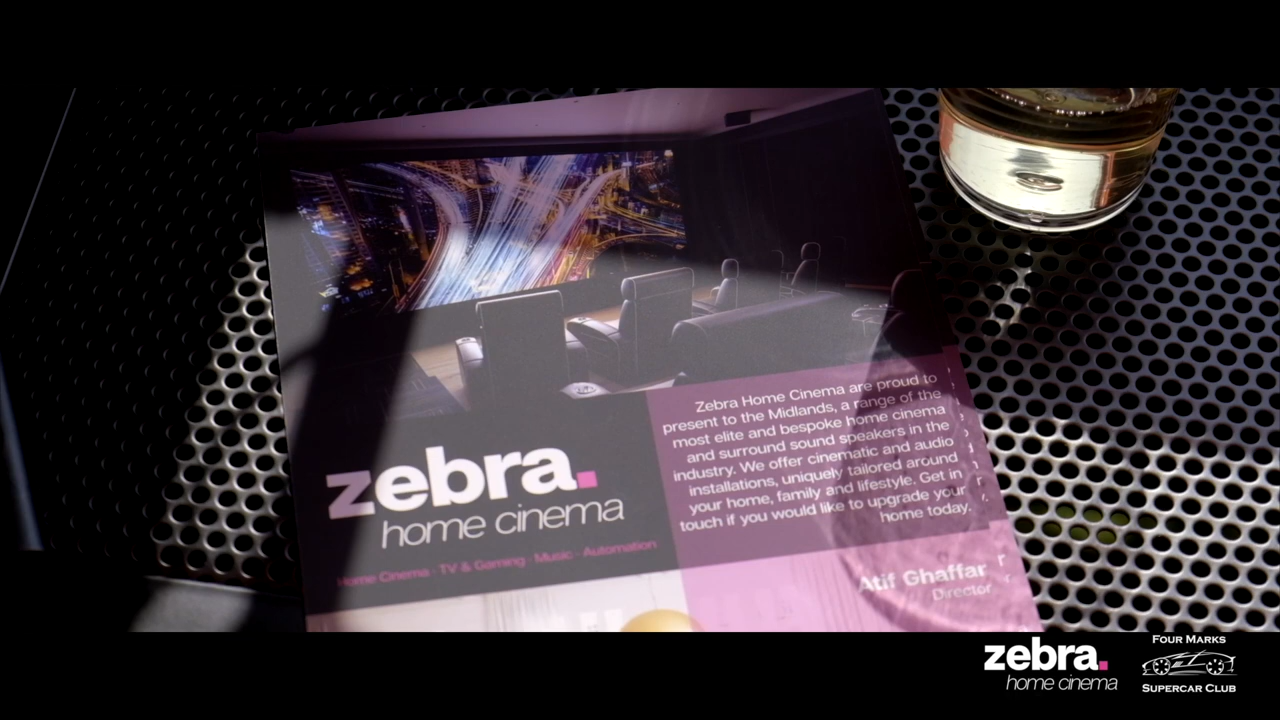 zebra.
home cinema
Home Cinema · TV & Gaming · Music · Automation
Zebra Home Cinema are proud to
present to the Midlands, a range of the
most elite and bespoke home cinema
and surround sound speakers in the
industry. We offer cinematic and audio
installations, uniquely tailored around
your home, family and lifestyle. Get in
touch if you would like to upgrade your
home today.
Atif Ghaffar
Director
zebra.
home cinema
FOUR MARKS
SUPERCAR CLUB